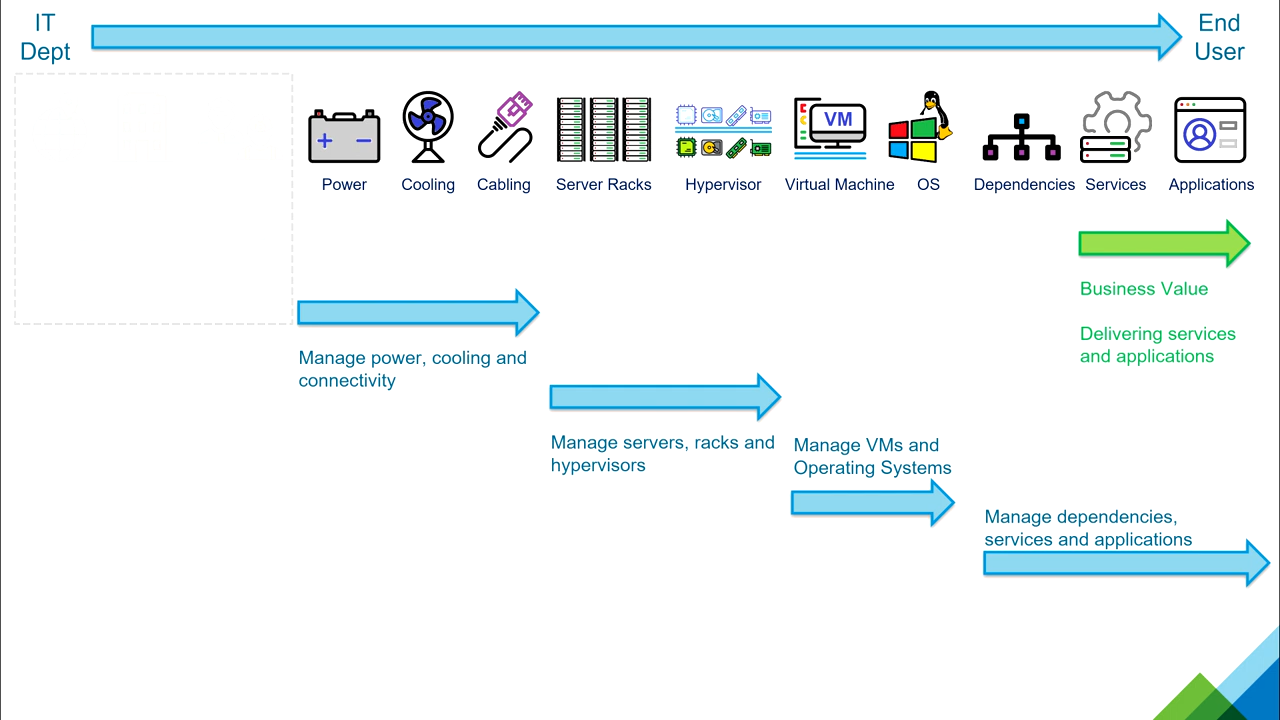 IT
Dept
End
User
VM
Power
Cooling
Cabling
Server Racks
Hypervisor
Virtual Machine
OS
Dependencies
Services
Applications
Business Value
Delivering services
and applications
Manage power, cooling and
connectivity
Manage servers, racks and
hypervisors
Manage VMs and
Operating Systems
Manage dependencies,
services and applications